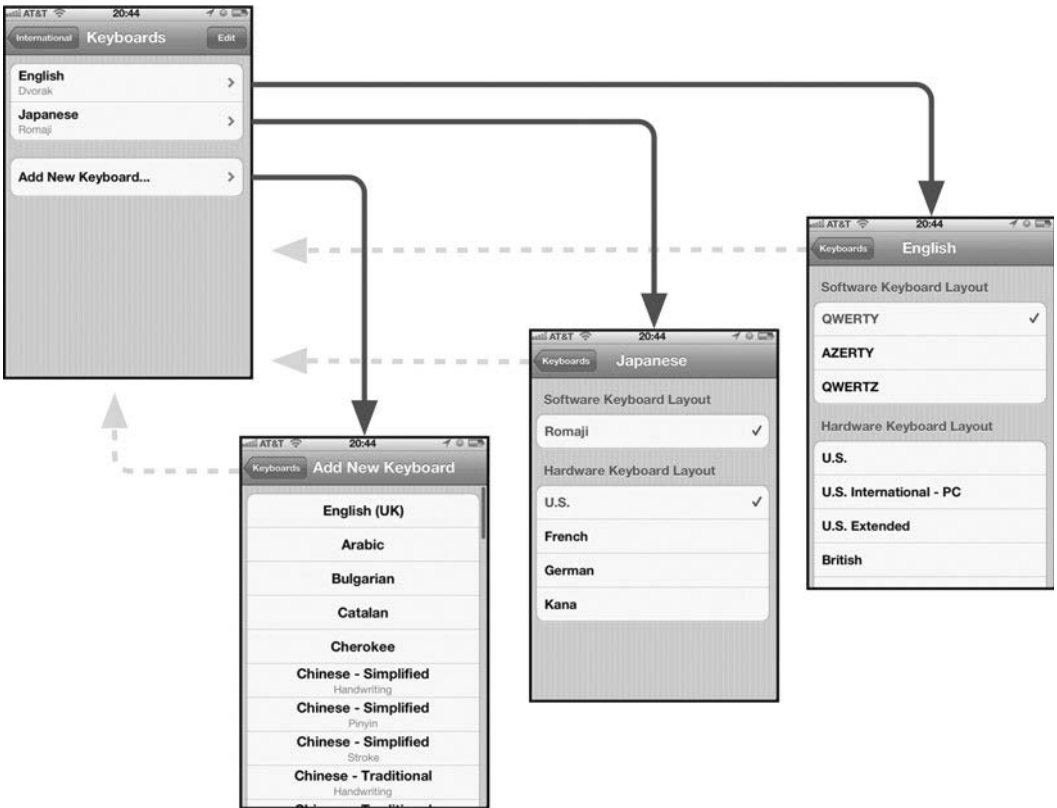 AT&T 20:44
International Keyboards Edit
English
Dvorak
Japanese
Romaji
Add New Keyboard...
AT&T 20:44
Keyboards English
Software Keyboard Layout
QWERTY
AZERTY
QWERTZ
Hardware Keyboard Layout
U.S.
U.S. International - PC
U.S. Extended
British
AT&T 20:44
Keyboards Japanese
Software Keyboard Layout
Romaji
Hardware Keyboard Layout
U.S.
French
German
Kana
AT&T 20:44
Keyboards Add New Keyboard
English (UK)
Arabic
Bulgarian
Catalan
Cherokee
Chinese - Simplified
Handwriting
Chinese - Simplified
Pinyin
Chinese - Simplified
Stroke
Chinese - Traditional
Handwriting